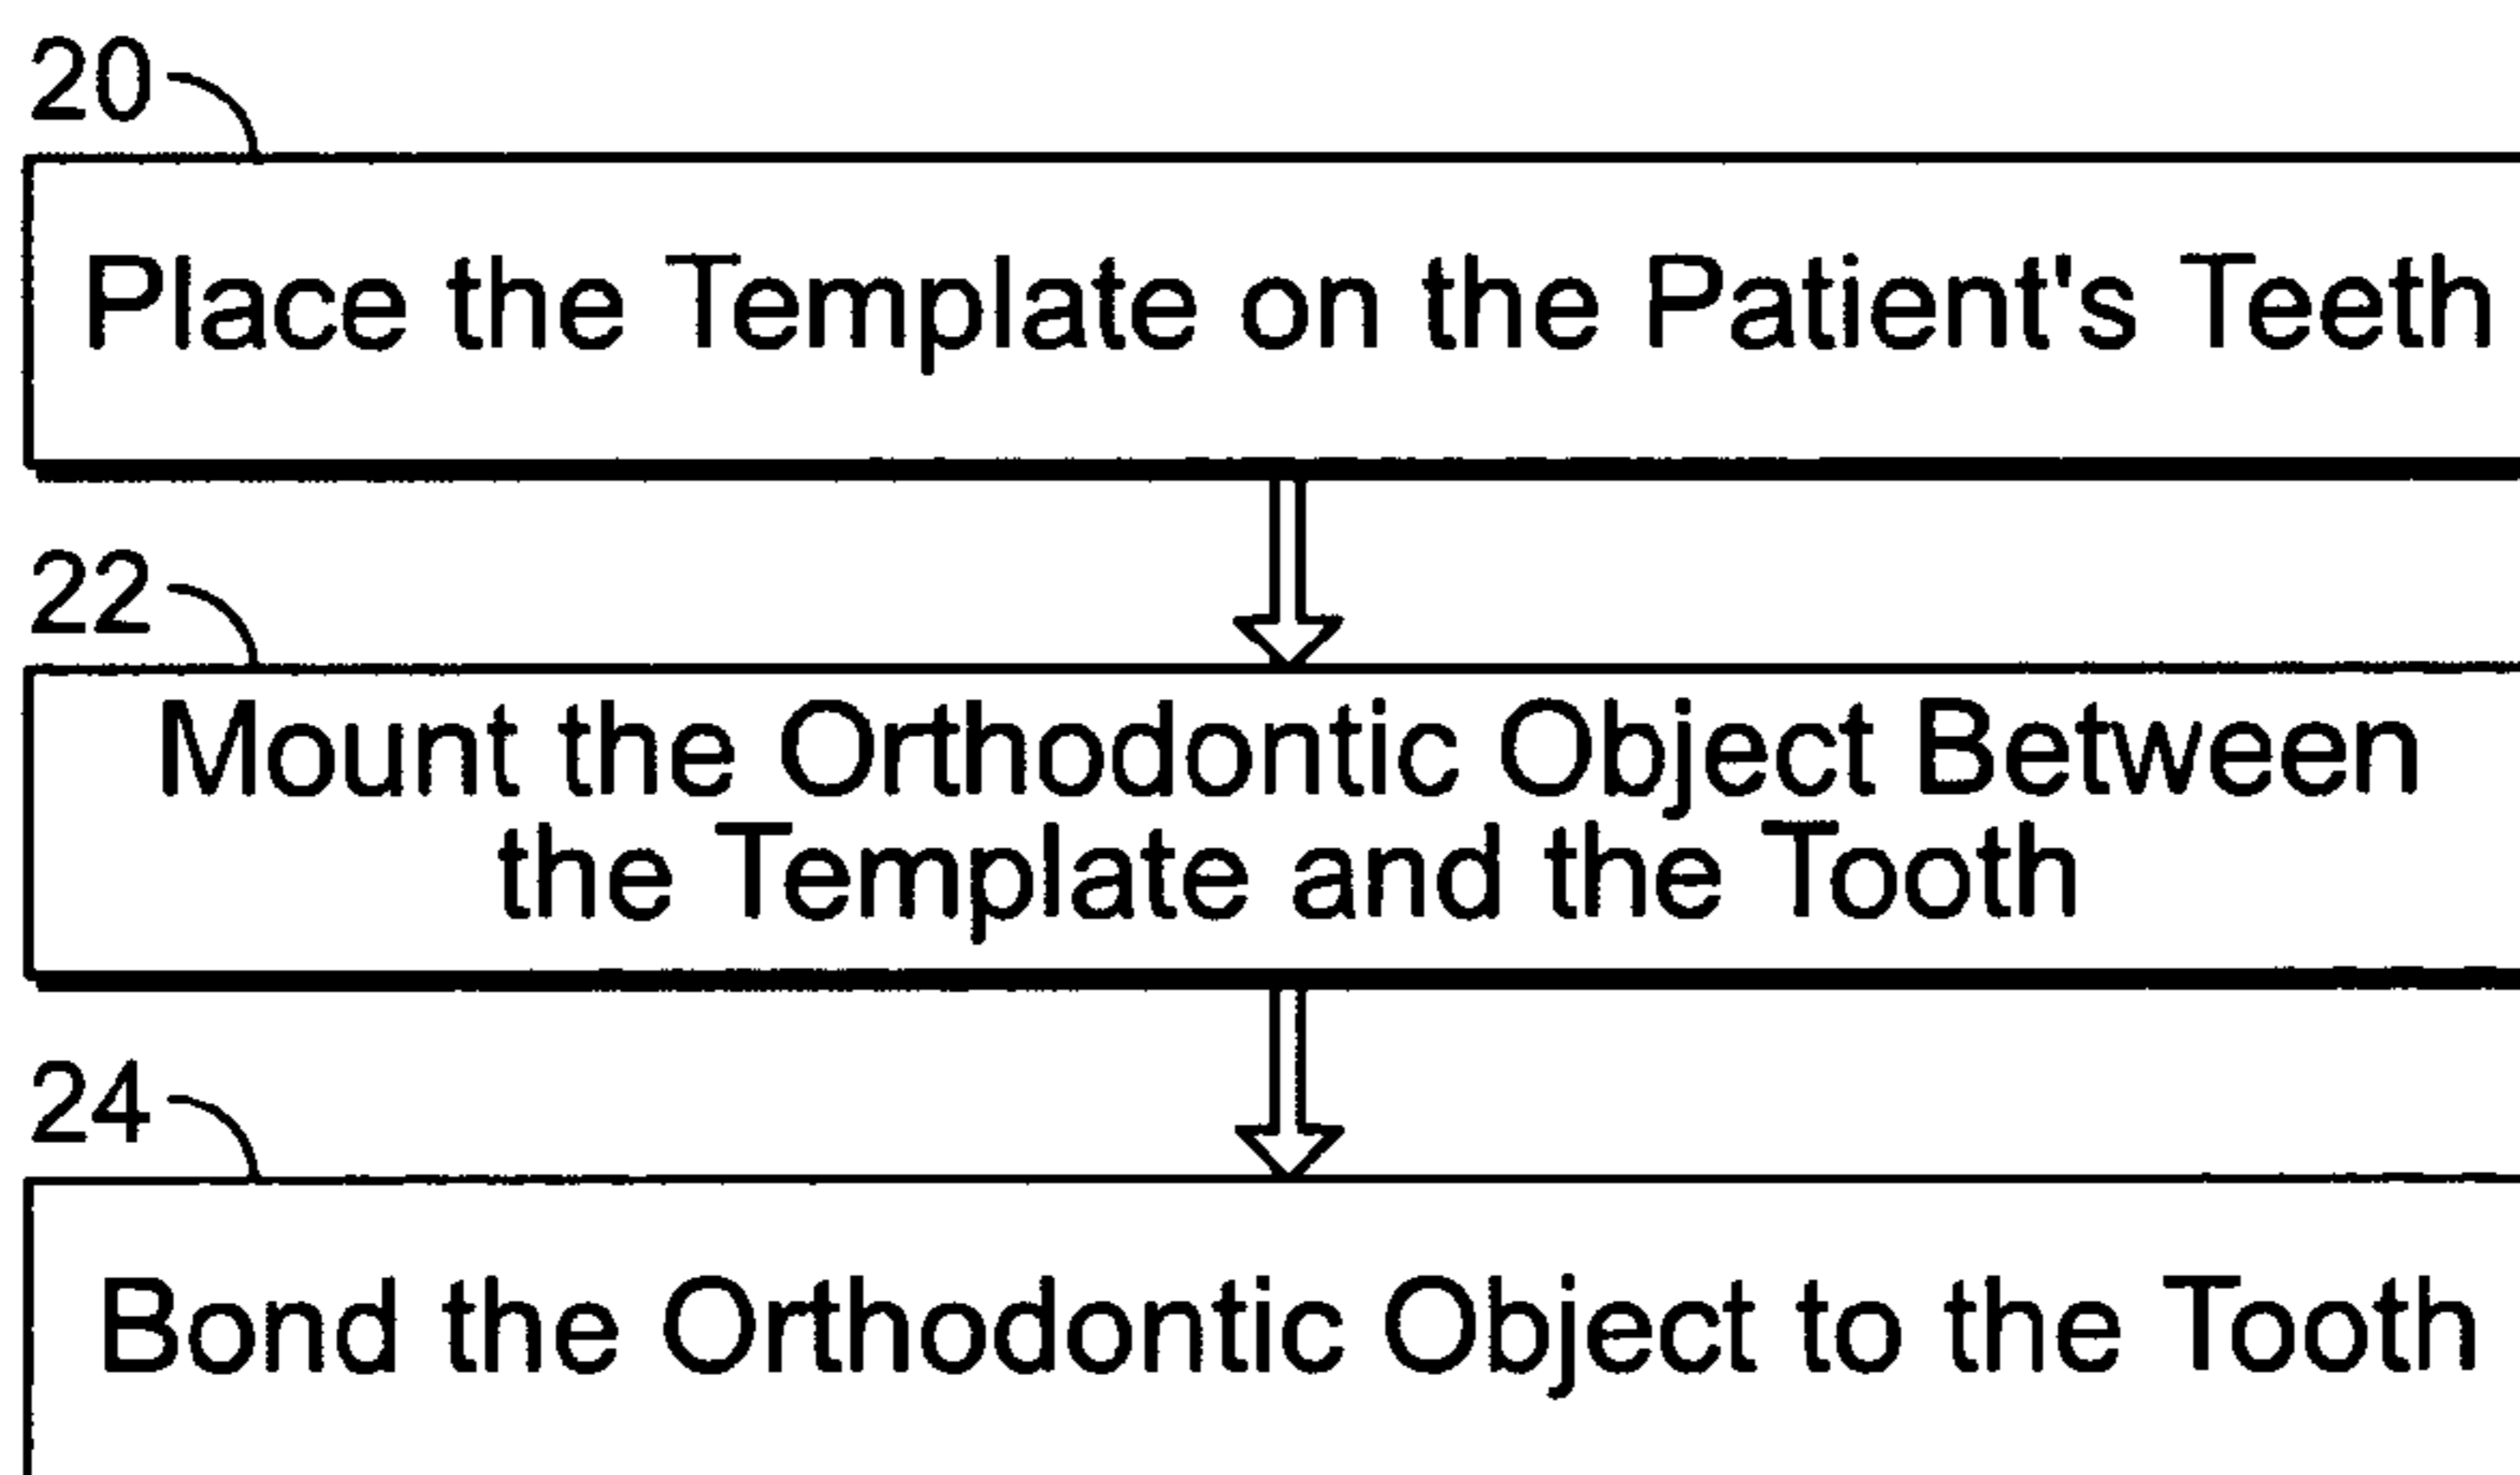 20
Place the Template on the Patient's Teeth
22
Mount the Orthodontic Object Between
the Template and the Tooth
24
Bond the Orthodontic Object to the Tooth